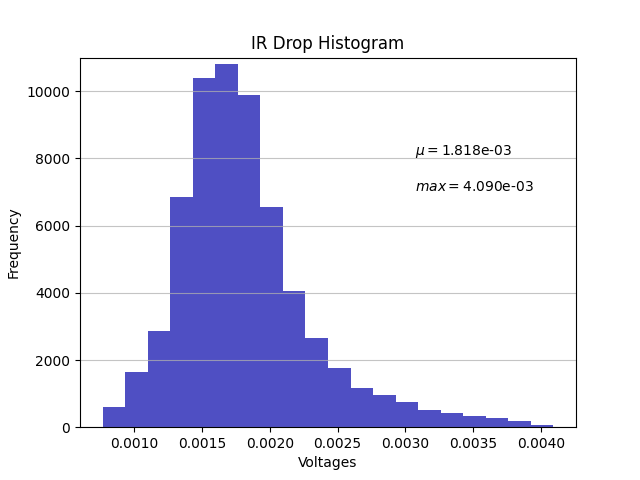 IR Drop Histogram
10000
8000
6000
4000
2000
0
Frequency
μ = 1.818e-03
max = 4.090e-03
0.0010 0.0015 0.0020 0.0025 0.0030 0.0035 0.0040
Voltages